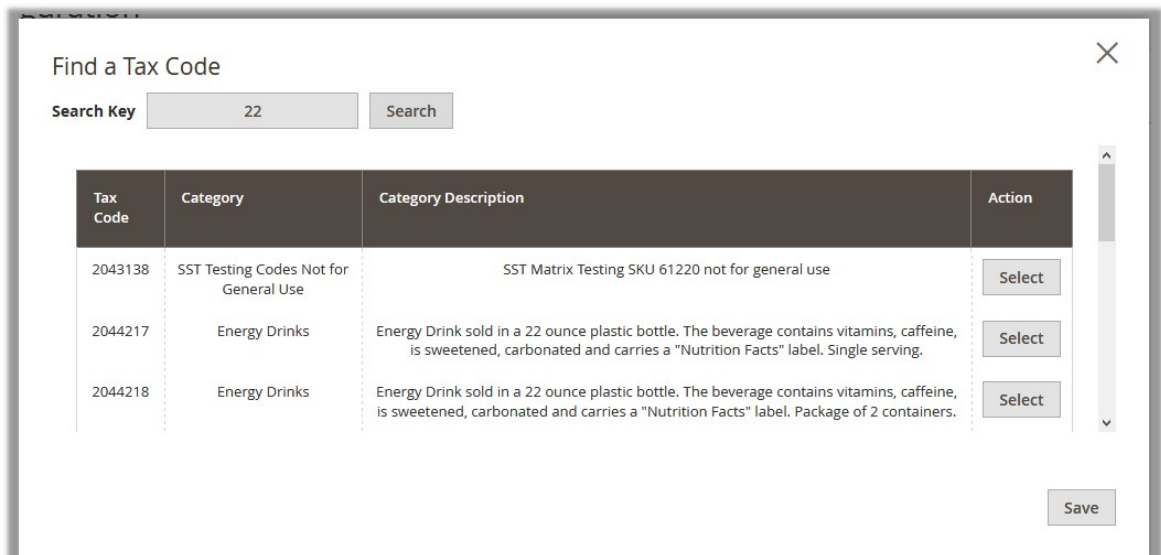 Find a Tax Code
Search Key 22 Search
Tax Code Category Category Description Action
2043138 SST Testing Codes Not for General Use SST Matrix Testing SKU 61220 not for general use Select
2044217 Energy Drinks Energy Drink sold in a 22 ounce plastic bottle. The beverage contains vitamins, caffeine,
is sweetened, carbonated and carries a "Nutrition Facts" label. Single serving. Select
2044218 Energy Drinks Energy Drink sold in a 22 ounce plastic bottle. The beverage contains vitamins, caffeine,
is sweetened, carbonated and carries a "Nutrition Facts" label. Package of 2 containers. Select
Save